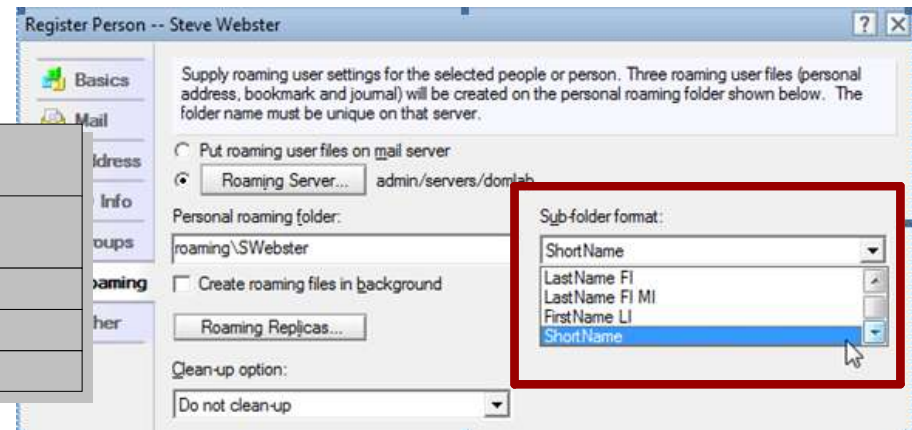 Register Person -- Steve Webster
Basics
Mail
ddress
Info
oups
oaming
her
Supply roaming user settings for the selected people or person. Three roaming user files (personal
address, bookmark and journal) will be created on the personal roaming folder shown below. The
folder name must be unique on that server.
Put roaming user files on mail server
Roaming Server...
admin/servers/domlab
Personal roaming folder:
roaming\SWebster
Create roaming files in background
Roaming Replicas...
Clean-up option:
Do not clean-up
Sub-folder format:
ShortName
LastName FI
LastName FI MI
FirstName LI
ShortName